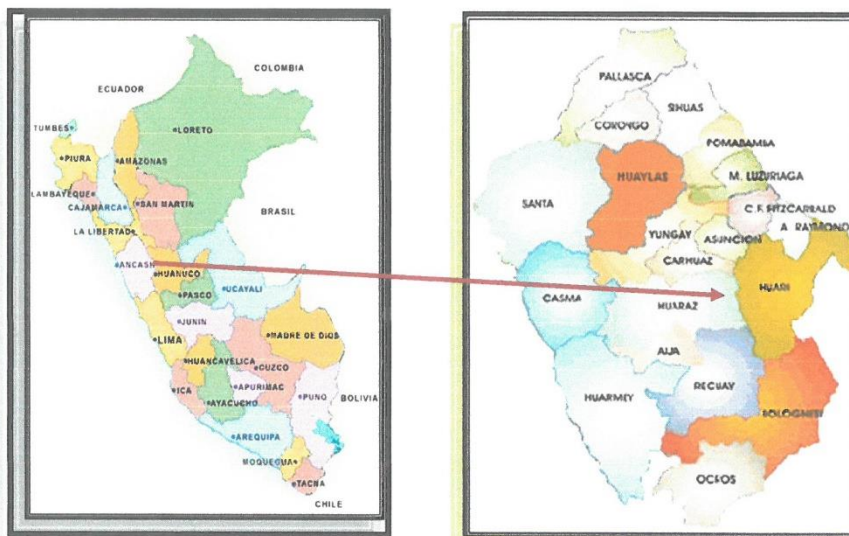 COLOMBIA
ECUADOR
TUMBES
LORETO
PIURA
AMAZONAS
LAMBAYEQUE
CAJAMARCA
SAN MARTIN
BRASIL
LA LIBERTAD
ANCASH
HUANUCO
PASCO
UCAYALI
JUNIN
LIMA
MADRE DE DIOS
HUANCAVELICA
CUZCO
ICA
APURIMAC
AYACUCHO
PUNO
BOLIVIA
AREQUIPA
MOQUEGUA
TACNA
CHILE
PALLASCA
SIHUAS
CORONGO
POMABAMBA
HUAYLAS
M. LUZURIAGA
SANTA
C.F. FITZCARRALD
A. RAYMOND
YUNGAY
ASUNCION
CARHUAZ
CASMA
HUARI
HUARAZ
AIJA
RECUAY
HUARMEY
BOLOGNESI
OCROS